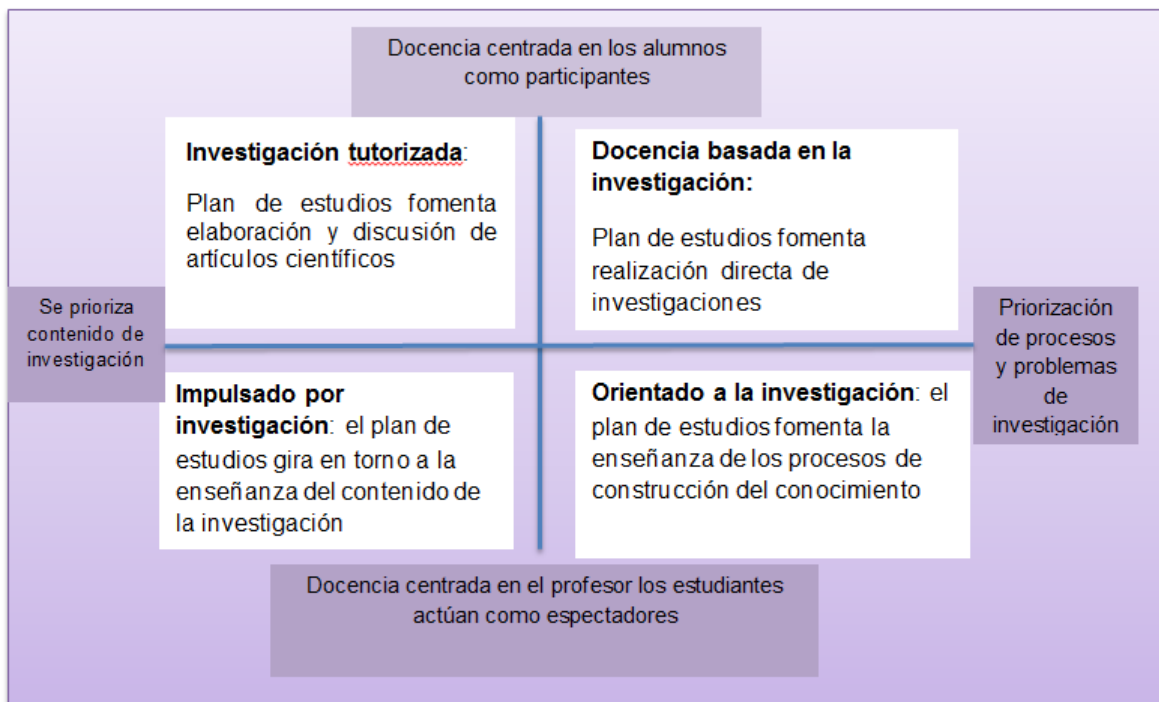 Docencia centrada en los alumnos
como participantes
Investigación tutorizada:
Plan de estudios fomenta
elaboración y discusión de
artículos científicos
Docencia basada en la
investigación:
Plan de estudios fomenta
realización directa de
investigaciones
Se prioriza
contenido de
investigación
Priorización
de procesos
y problemas
de
investigación
Impulsado por
investigación: el plan de
estudios gira en torno a la
enseñanza del contenido de
la investigación
Orientado a la investigación: el
plan de estudios fomenta la
enseñanza de los procesos de
construcción del conocimiento
Docencia centrada en el profesor los estudiantes
actúan como espectadores